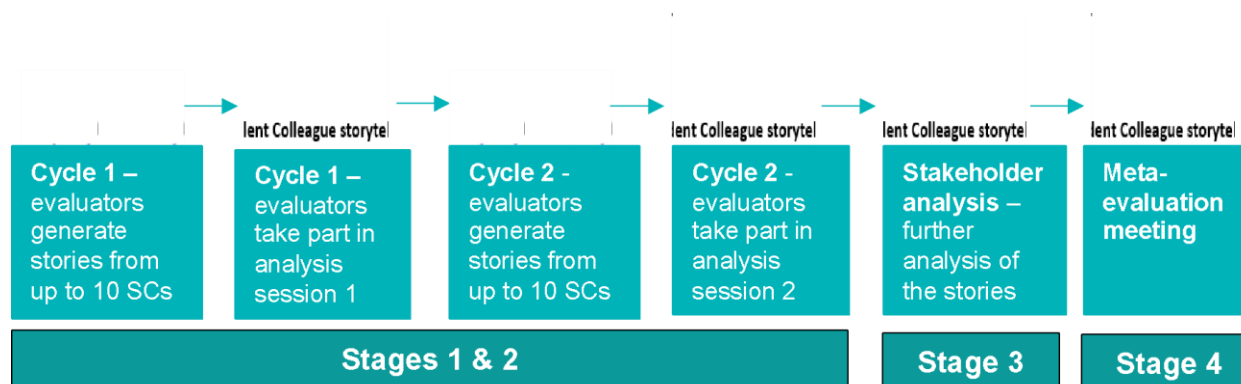 lent Colleague storytel
lent Colleague storytel
lent Colleague storytel
lent Colleague storytel
Cycle 1 –
evaluators
generate
stories from
up to 10 SCs
Cycle 1 –
evaluators
take part in
analysis
session 1
Cycle 2 -
evaluators
generate
stories from
up to 10 SCs
Cycle 2 -
evaluators
take part in
analysis
session 2
Stakeholder
analysis –
further
analysis of
the stories
Meta-
evaluation
meeting
Stages 1 & 2
Stage 3
Stage 4